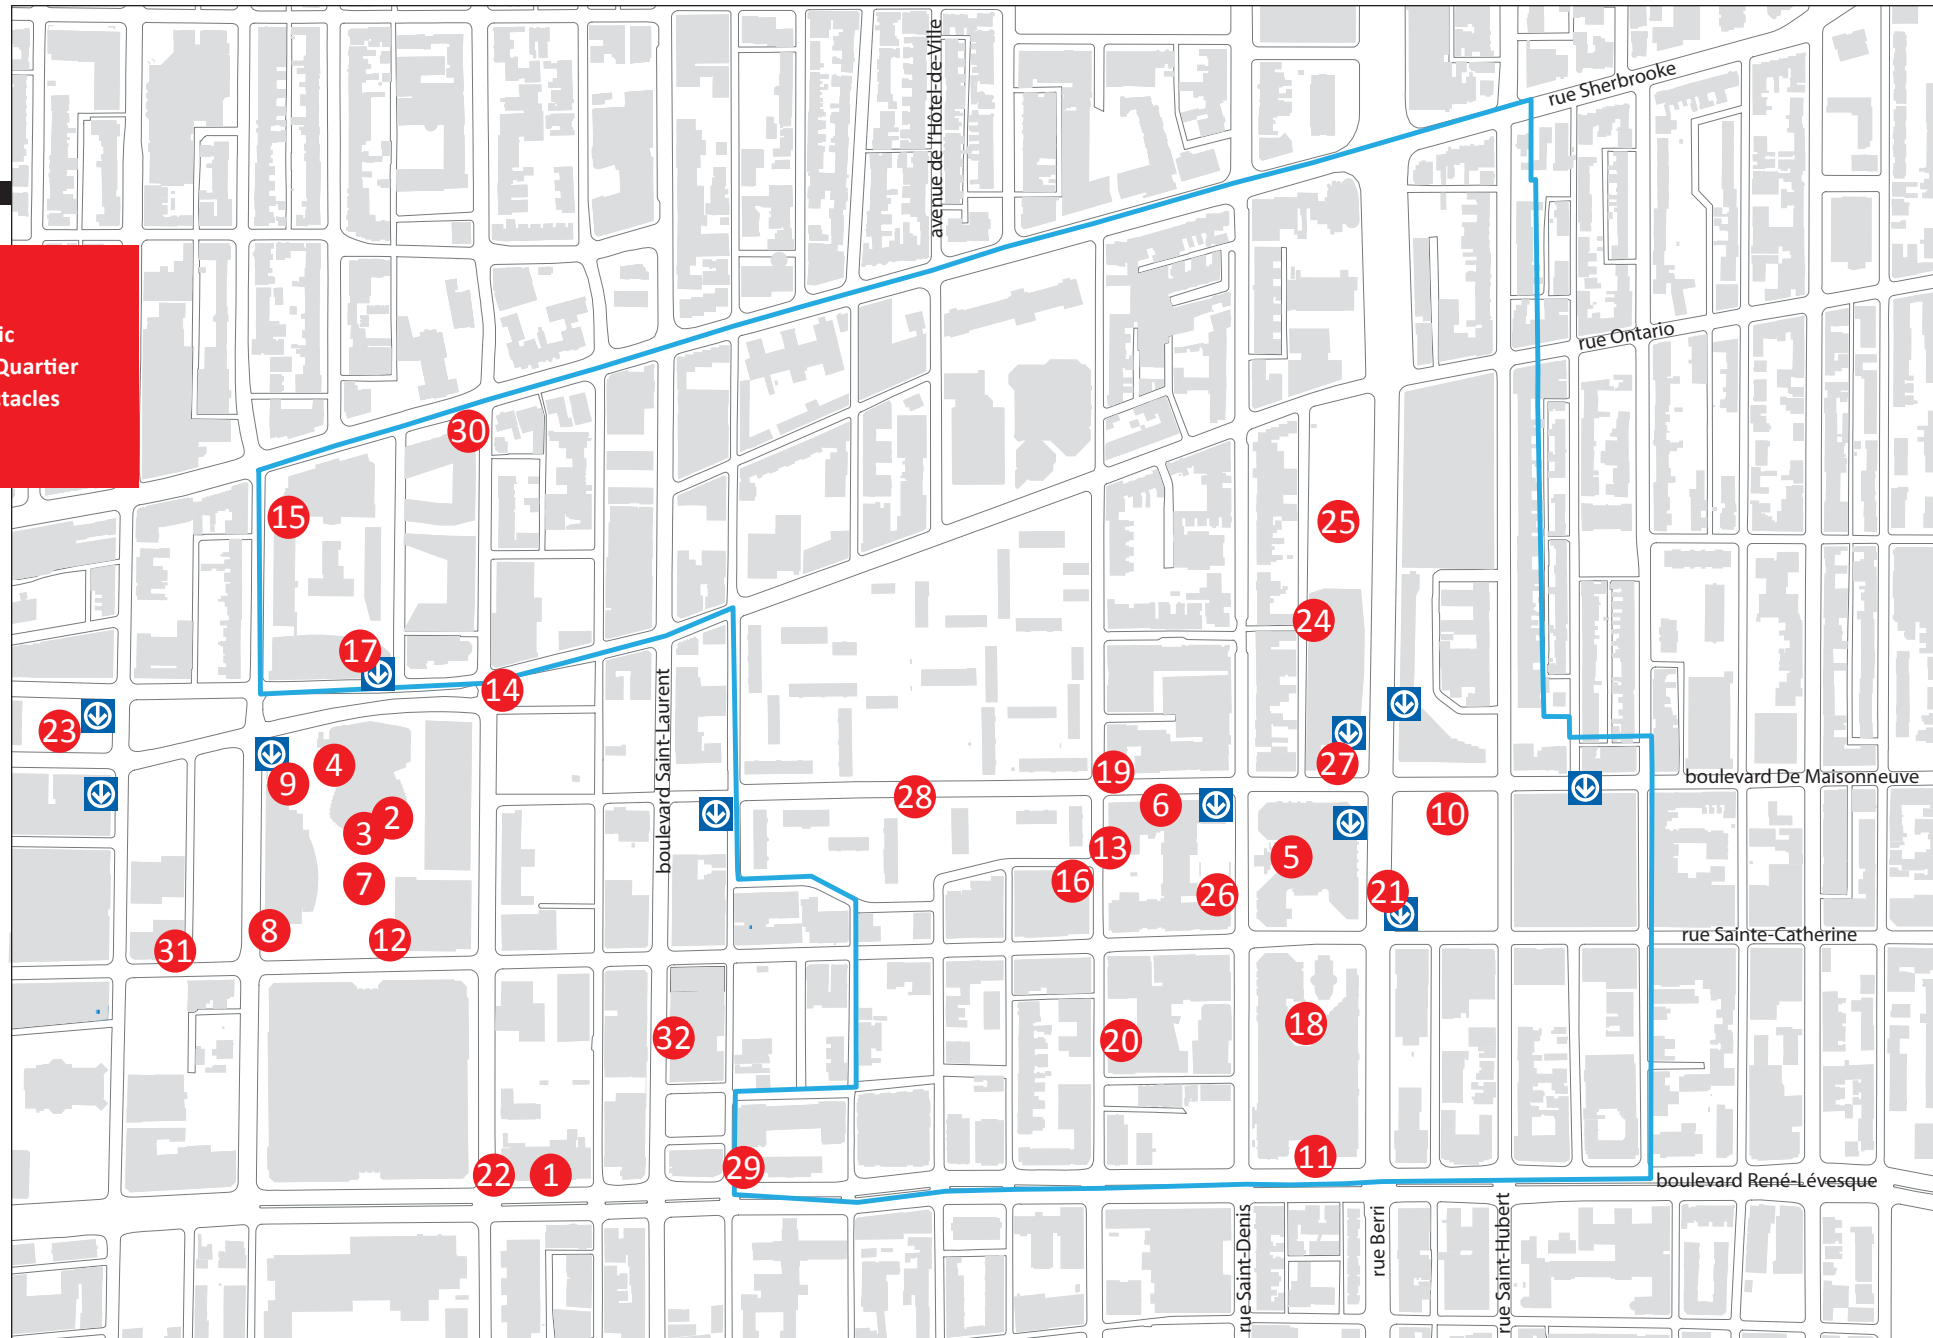 avenue de l'Hôtel-de-Ville
rue Sherbrooke
ic
Quartier
tacles
rue Ontario
30
15
25
24
17
14
23
boulevard Saint-Laurent
9
4
19
27
boulevard De Maisonneuve
28
6
10
2
3
13
5
7
16
26
21
8
12
31
rue Sainte-Catherine
18
32
20
11
29
22
1
boulevard René-Lévesque
rue Saint-Denis
rue Berri
rue Saint-Hubert